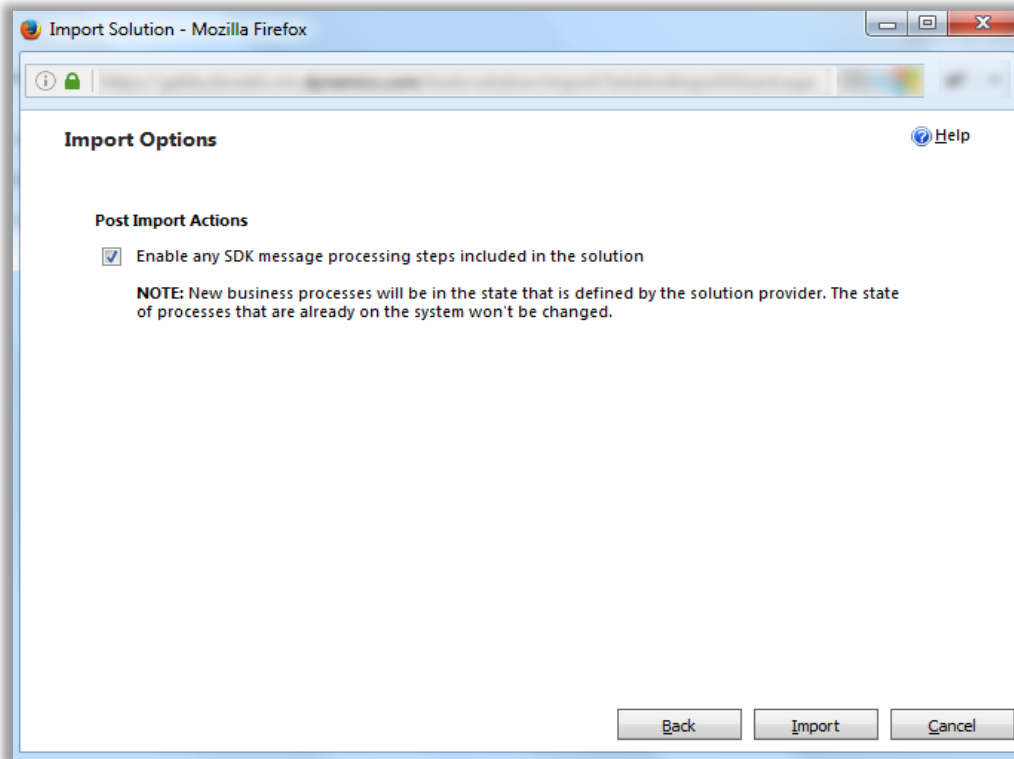 Import Solution - Mozilla Firefox
Import Options
Help
Post Import Actions
Enable any SDK message processing steps included in the solution
NOTE: New business processes will be in the state that is defined by the solution provider. The state
of processes that are already on the system won't be changed.
Back Import Cancel